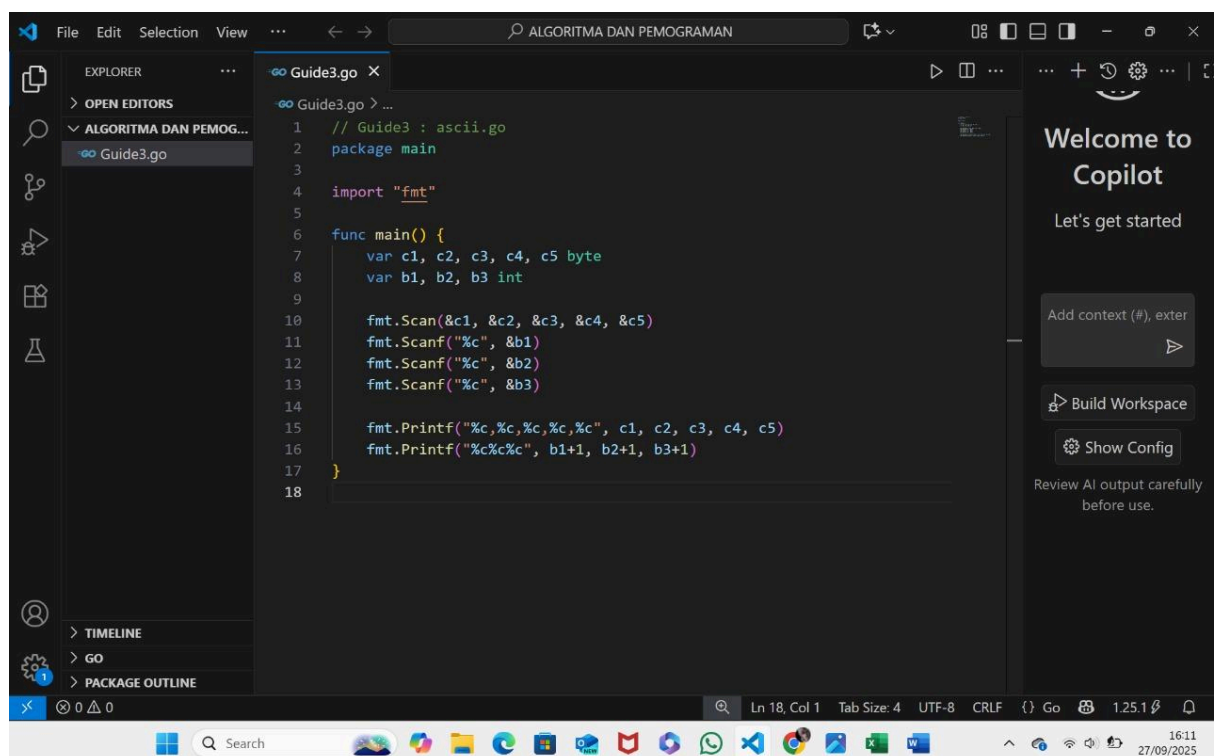 File Edit Selection View ...
ALGORITMA DAN PEMOGRAMAN
EXPLORER ...
OPEN EDITORS
ALGORITMA DAN PEMOG...
GO Guide3.go
GO Guide3.go
GO Guide3.go > ...
1 // Guide3 : ascii.go
2 package main
3
4 import "fmt"
5
6 func main() {
7 var c1, c2, c3, c4, c5 byte
8 var b1, b2, b3 int
9
10 fmt.Scan(&c1, &c2, &c3, &c4, &c5)
11 fmt.Scanf("%c", &b1)
12 fmt.Scanf("%c", &b2)
13 fmt.Scanf("%c", &b3)
14
15 fmt.Printf("%c,%c,%c,%c,%c", c1, c2, c3, c4, c5)
16 fmt.Printf("%c%c%c", b1+1, b2+1, b3+1)
17 }
18
Welcome to
Copilot
Let's get started
Add context (#), exter
Build Workspace
Show Config
Review AI output carefully
before use.
TIMELINE
GO
PACKAGE OUTLINE
1
0 0
Ln 18, Col 1 Tab Size: 4 UTF-8 CRLF {} Go 1.25.1
Search
16:11
27/09/2025